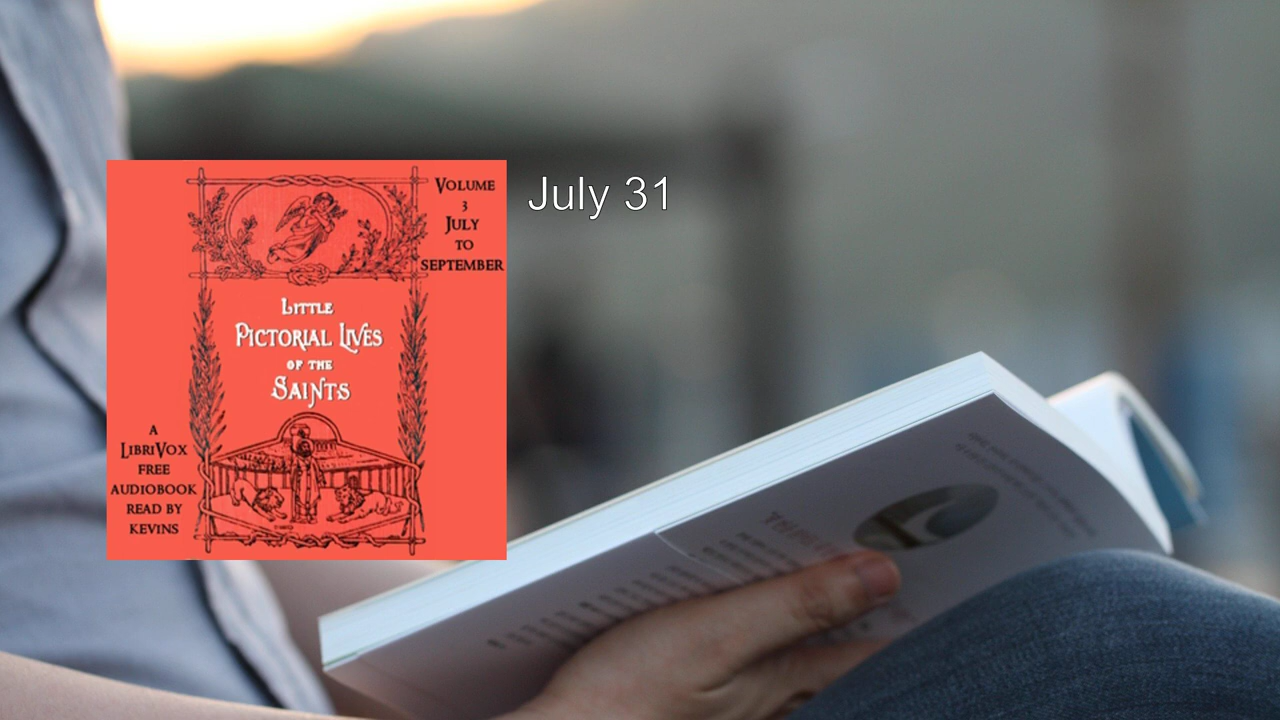 VOLUME
3
JULY
TO
SEPTEMBER
July 31
LITTLE
PICTORIAL LIVES
OF THE
SAINTS
A
LIBRIVOX
FREE
AUDIOBOOK
READ BY
KEVINS